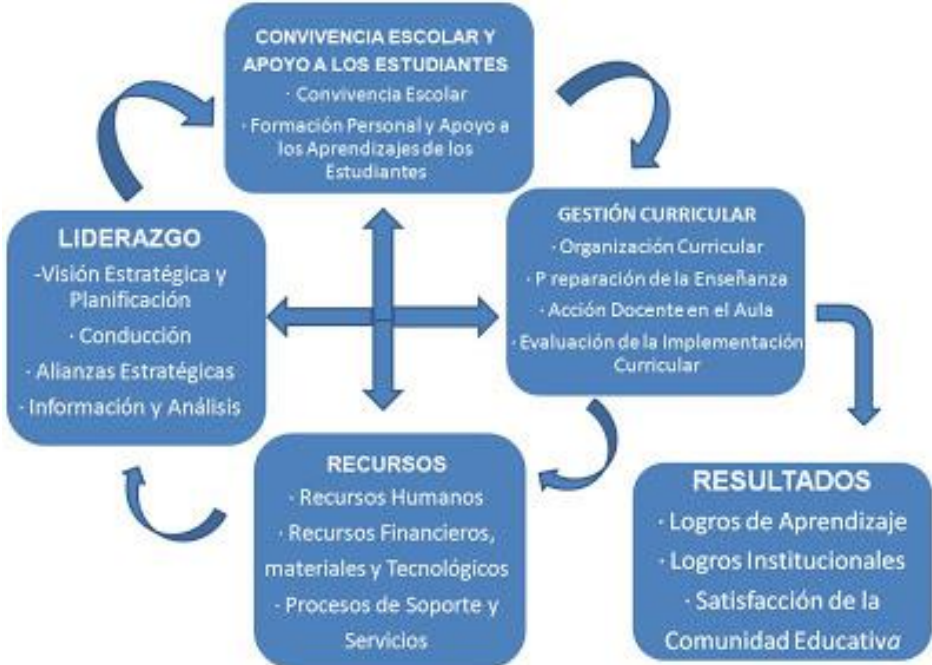 CONVIVENCIA ESCOLAR Y
APOYO A LOS ESTUDIANTES
· Convivencia Escolar
· Formación Personal y Apoyo a
los Aprendizajes de los
Estudiantes
LIDERAZGO
-Visión Estratégica y
Planificación
· Conducción
· Alianzas Estratégicas
· Información y Análisis
GESTIÓN CURRICULAR
· Organización Curricular
· P reparación de la Enseñanza
· Acción Docente en el Aula
· Evaluación de la Implementación
Curricular
RECURSOS
· Recursos Humanos
· Recursos Financieros,
materiales y Tecnológicos
· Procesos de Soporte y
Servicios
RESULTADOS
· Logros de Aprendizaje
· Logros Institucionales
· Satisfacción de la
Comunidad Educativa